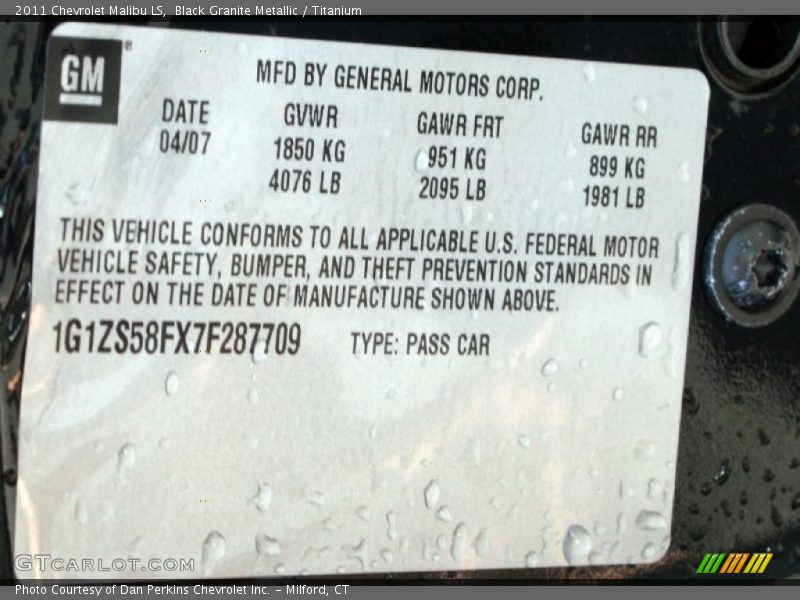 2011 Chevrolet Malibu LS, Black Granite Metallic / Titanium
GM
MFD BY GENERAL MOTORS CORP.
DATE GVWR GAWR FRT GAWR RR
04/07 1850 KG 951 KG 899 KG
4076 LB 2095 LB 1981 LB
THIS VEHICLE CONFORMS TO ALL APPLICABLE U.S. FEDERAL MOTOR
VEHICLE SAFETY, BUMPER, AND THEFT PREVENTION STANDARDS IN
EFFECT ON THE DATE OF MANUFACTURE SHOWN ABOVE.
1G1ZS58FX7F287709 TYPE: PASS CAR
GTcarlot.com
Photo Courtesy of Dan Perkins Chevrolet Inc. - Milford, CT